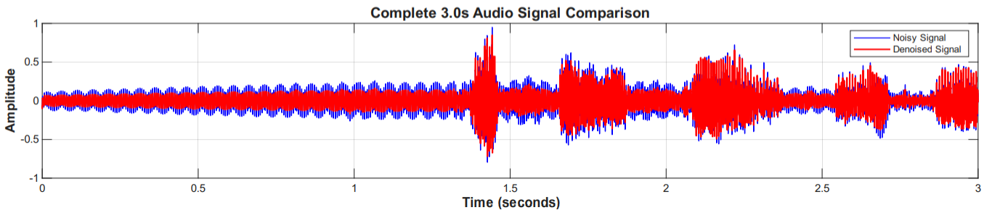 Complete 3.0s Audio Signal Comparison
1
0.5
0
-0.5
-1
Amplitude
Noisy Signal
Denoised Signal
0 0.5 1 1.5 2 2.5 3
Time (seconds)